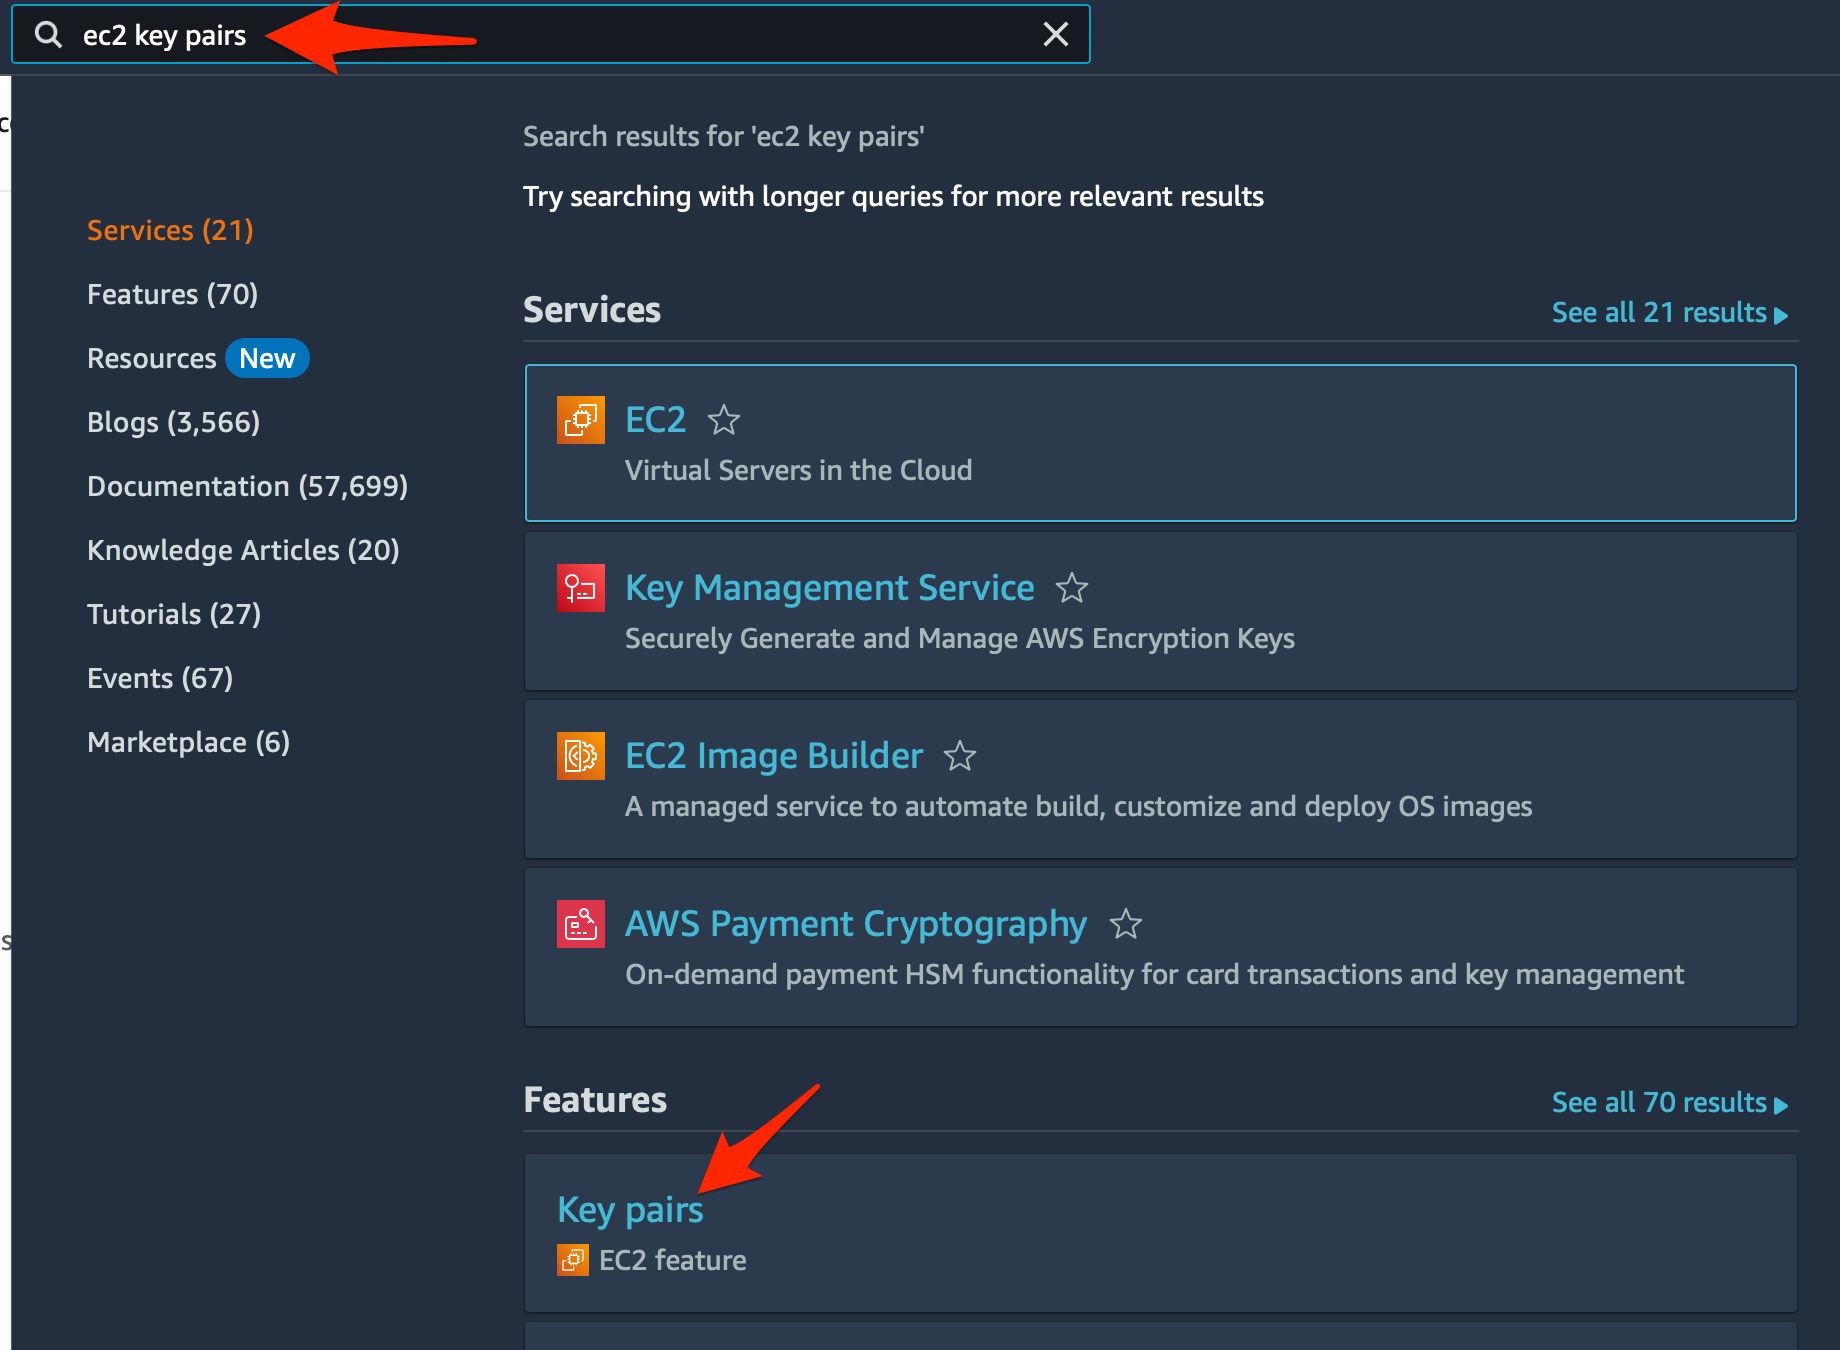 ec2 key pairs
Search results for 'ec2 key pairs'
Try searching with longer queries for more relevant results
Services (21)
Features (70)
Resources New
Blogs (3,566)
Documentation (57,699)
Knowledge Articles (20)
Tutorials (27)
Events (67)
Marketplace (6)
Services
See all 21 results
EC2
Virtual Servers in the Cloud
Key Management Service
Securely Generate and Manage AWS Encryption Keys
EC2 Image Builder
A managed service to automate build, customize and deploy OS images
AWS Payment Cryptography
On-demand payment HSM functionality for card transactions and key management
Features
See all 70 results
Key pairs
EC2 feature